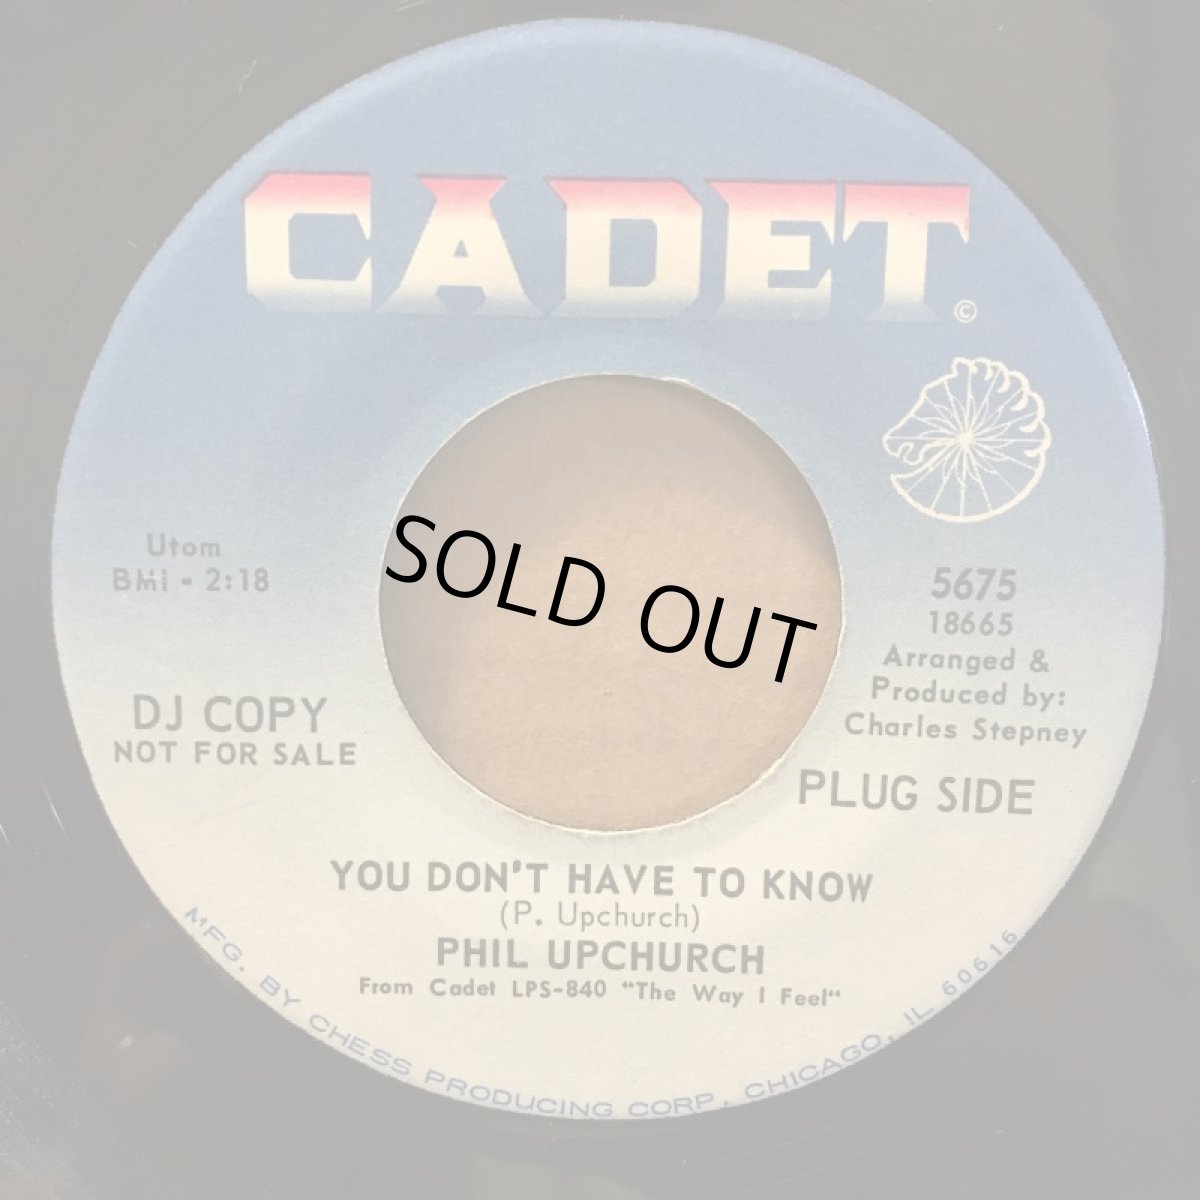 CADET
©
Utom
BMI - 2:18
5675
18665
Arranged &
Produced by:
Charles Stepney
DJ COPY
NOT FOR SALE
PLUG SIDE
SOLD OUT
YOU DON'T HAVE TO KNOW
(P. Upchurch)
PHIL UPCHURCH
From Cadet LPS-840 "The Way I Feel"
MFG. BY CHESS PRODUCING CORP. CHICAGO, IL 60616